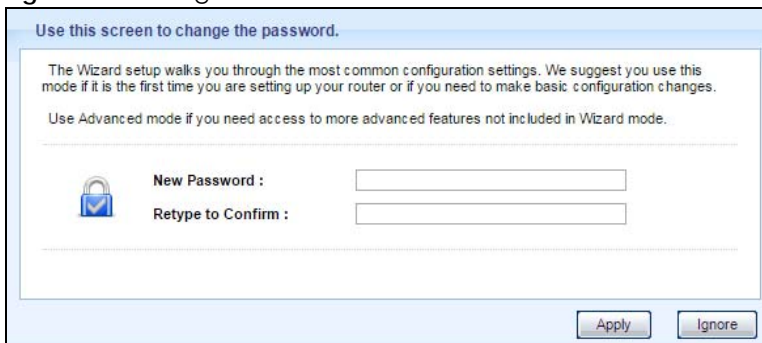 Use this screen to change the password.
The Wizard setup walks you through the most common configuration settings. We suggest you use this
mode if it is the first time you are setting up your router or if you need to make basic configuration changes.
Use Advanced mode if you need access to more advanced features not included in Wizard mode.
New Password :
Retype to Confirm :
Apply
Ignore